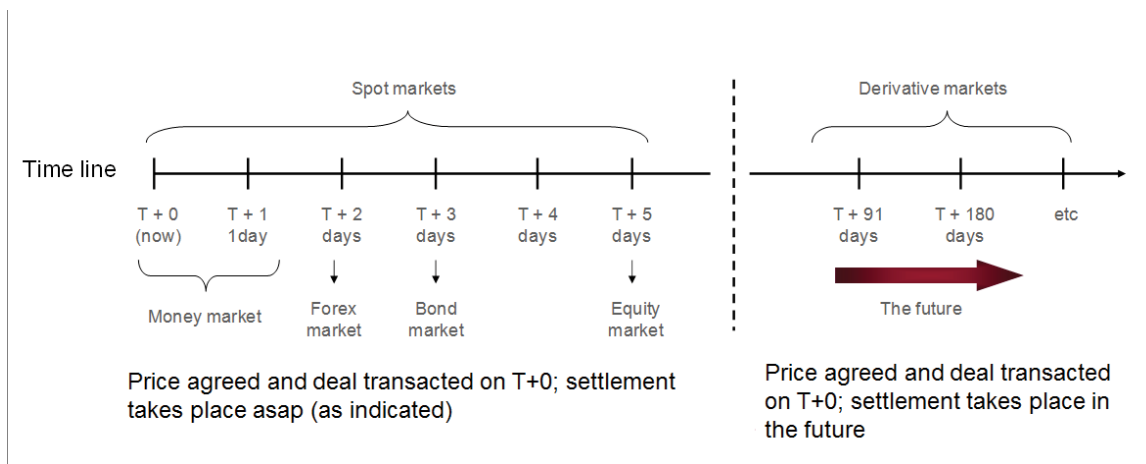 Spot markets
Derivative markets
Time line
T + 0
(now)
T + 1
1day
T + 2
days
T + 3
days
T + 4
days
T + 5
days
T + 91
days
T + 180
days
etc
Money market
Forex
market
Bond
market
Equity
market
The future
Price agreed and deal transacted on T+0; settlement
takes place asap (as indicated)
Price agreed and deal transacted
on T+0; settlement takes place in
the future